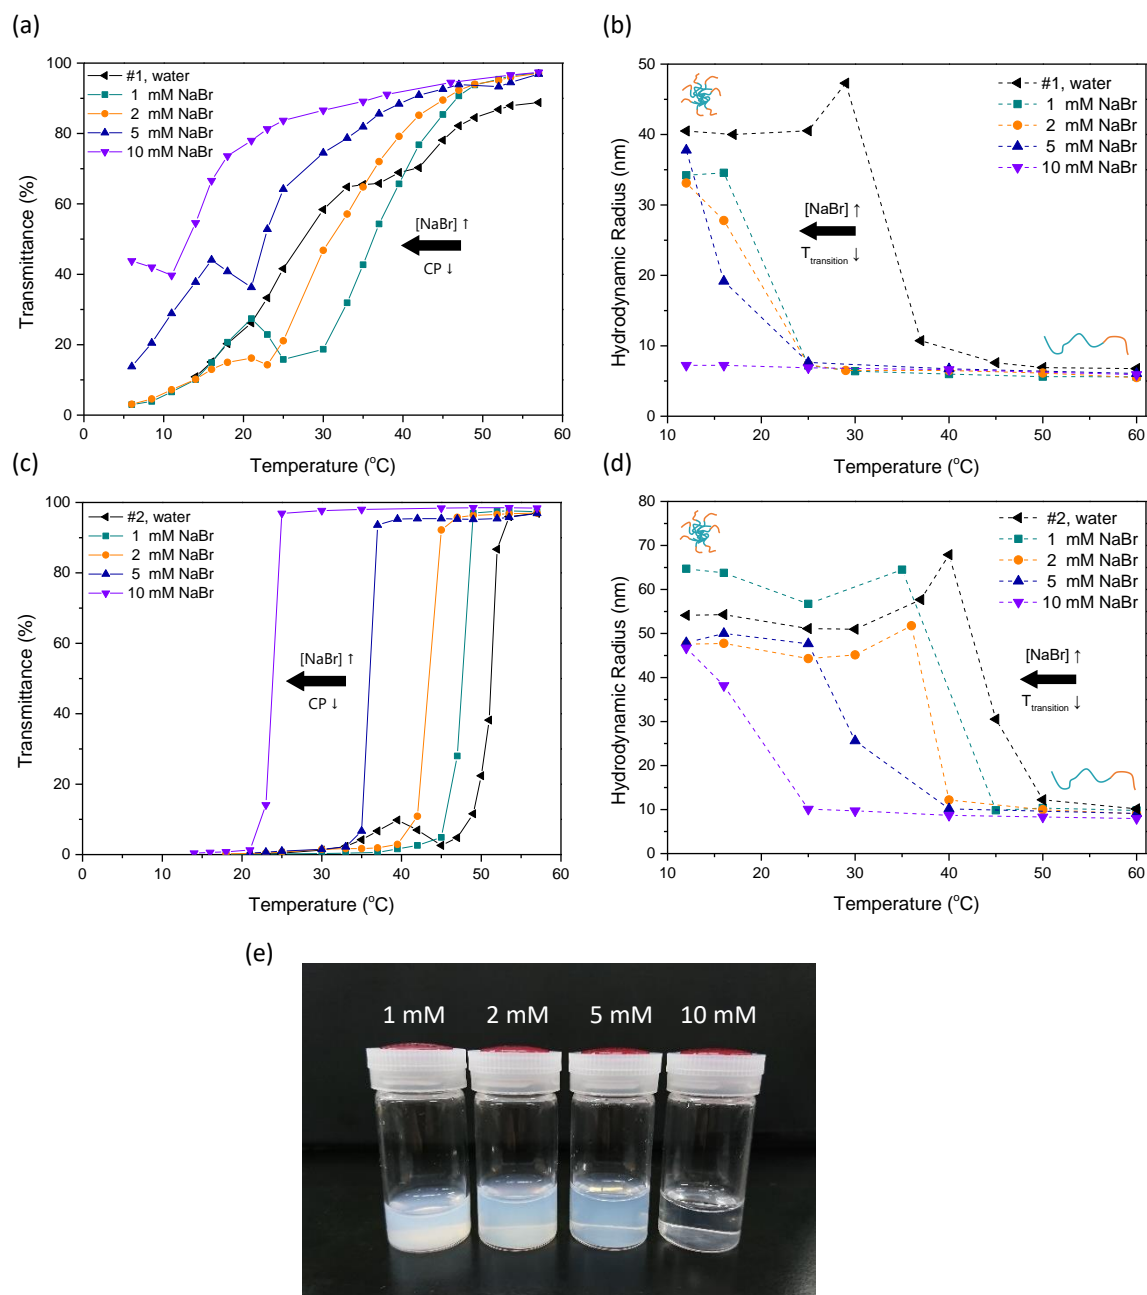 (a)
#1, water
1 mM NaBr
2 mM NaBr
5 mM NaBr
10 mM NaBr
[NaBr] ↑
CP ↓
Transmittance (%)
100
80
60
40
20
0
0 10 20 30 40 50 60
Temperature (°C)
(b)
#1, water
1 mM NaBr
2 mM NaBr
5 mM NaBr
10 mM NaBr
[NaBr] ↑
Ttransition ↓
Hydrodynamic Radius (nm)
50
40
30
20
10
0
10 20 30 40 50 60
Temperature (°C)
(c)
#2, water
1 mM NaBr
2 mM NaBr
5 mM NaBr
10 mM NaBr
[NaBr] ↑
CP ↓
Transmittance (%)
100
80
60
40
20
0
0 10 20 30 40 50 60
Temperature (°C)
(d)
#2, water
1 mM NaBr
2 mM NaBr
5 mM NaBr
10 mM NaBr
[NaBr] ↑
Ttransition ↓
Hydrodynamic Radius (nm)
80
70
60
50
40
30
20
10
0
10 20 30 40 50 60
Temperature (°C)
(e)
1 mM 2 mM 5 mM 10 mM